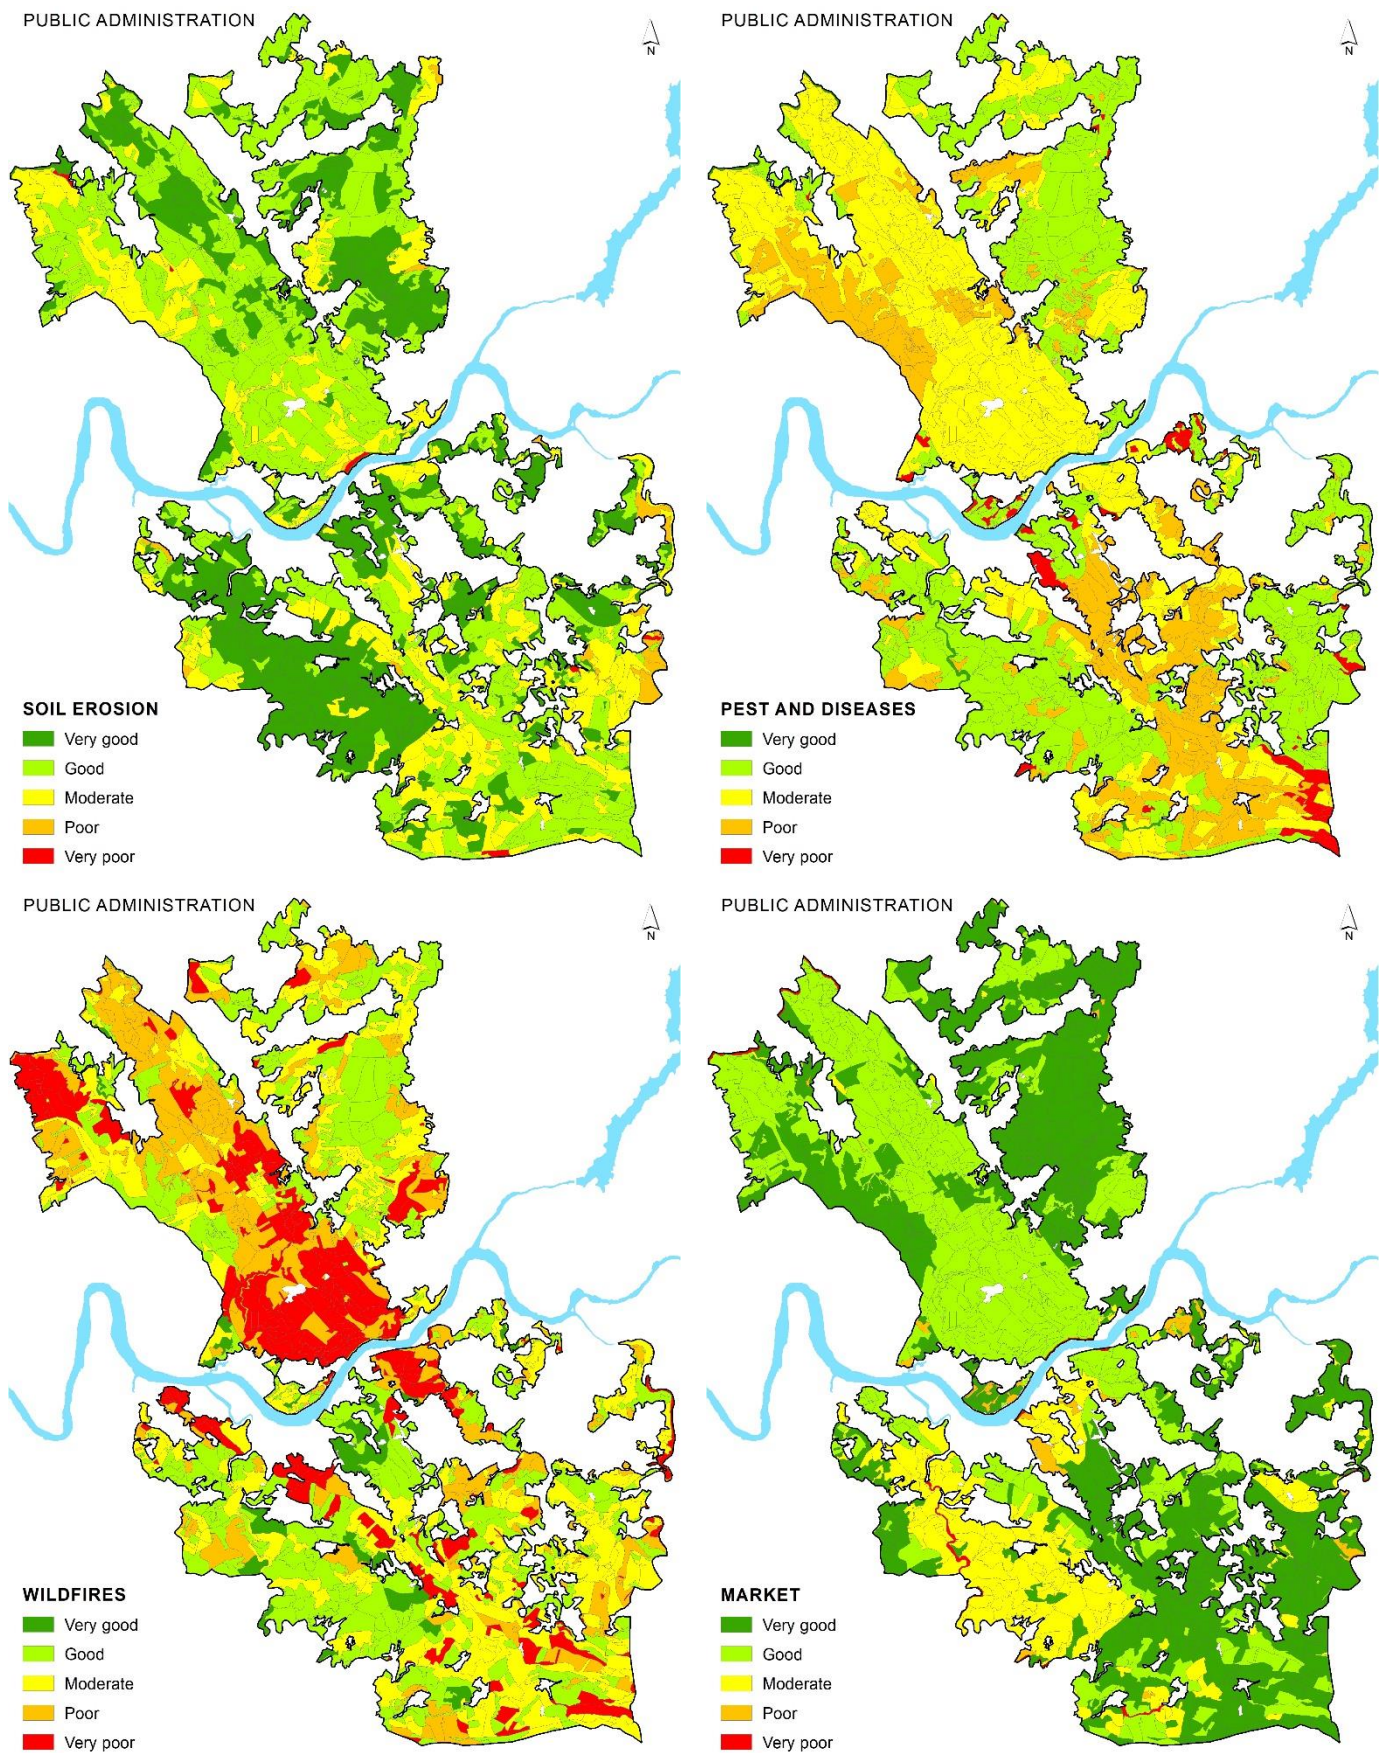 PUBLIC ADMINISTRATION
N
SOIL EROSION
Very good
Good
Moderate
Poor
Very poor
PUBLIC ADMINISTRATION
N
PEST AND DISEASES
Very good
Good
Moderate
Poor
Very poor
PUBLIC ADMINISTRATION
N
WILDFIRES
Very good
Good
Moderate
Poor
Very poor
PUBLIC ADMINISTRATION
N
MARKET
Very good
Good
Moderate
Poor
Very poor